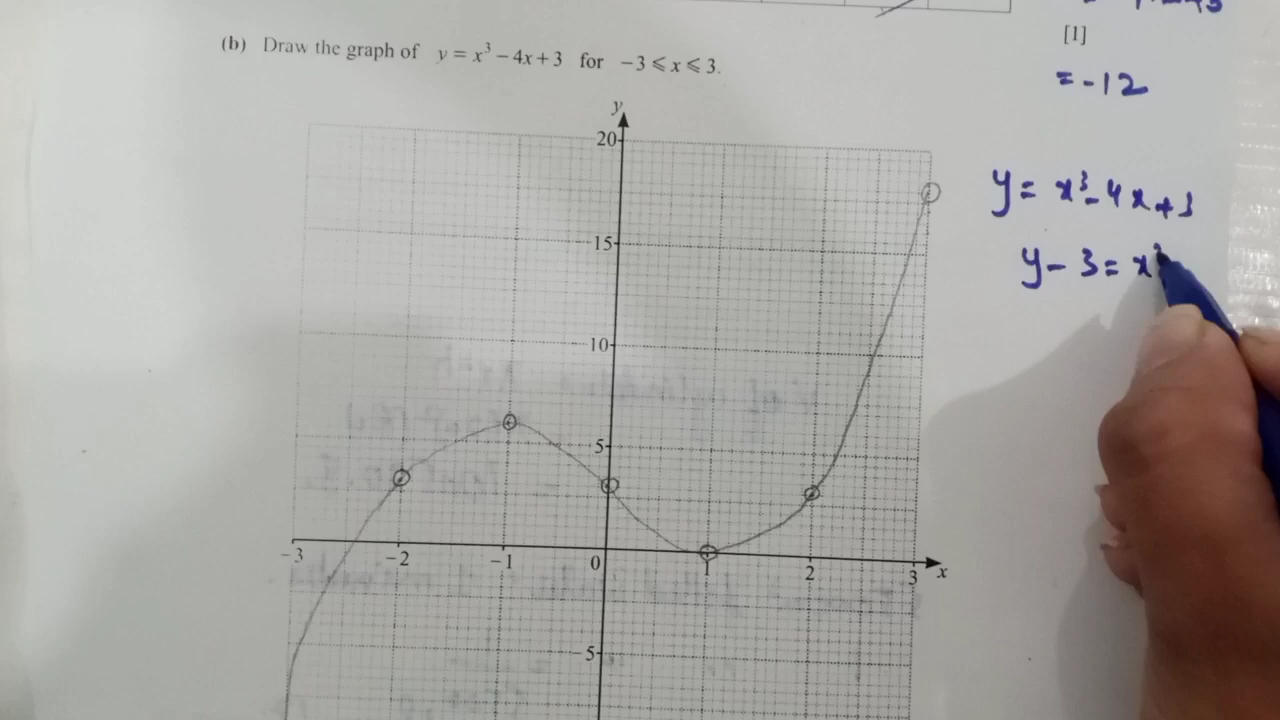 [1]
(b) Draw the graph of y = x³ − 4x + 3 for −3 ⩽ x ⩽ 3.
= -12
y
20
15
10
5
-5
-3 -2 -1 0 1 2 3 x
y = x³ - 4x + 3
y - 3 = x³